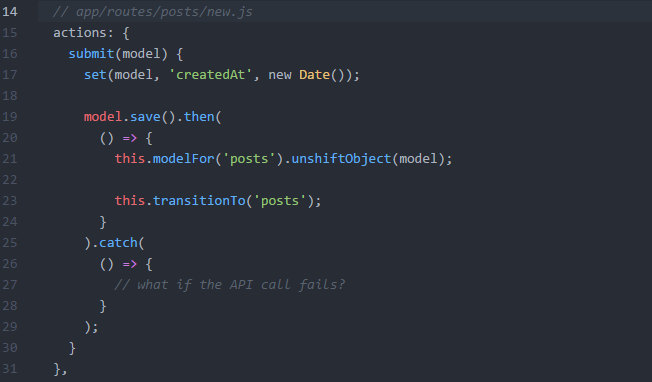 14 // app/routes/posts/new.js
15 actions: {
16   submit(model) {
17     set(model, 'createdAt', new Date());
18
19     model.save().then(
20       () => {
21         this.modelFor('posts').unshiftObject(model);
22
23         this.transitionTo('posts');
24       }
25     ).catch(
26       () => {
27         // what if the API call fails?
28       }
29     );
30   }
31 },